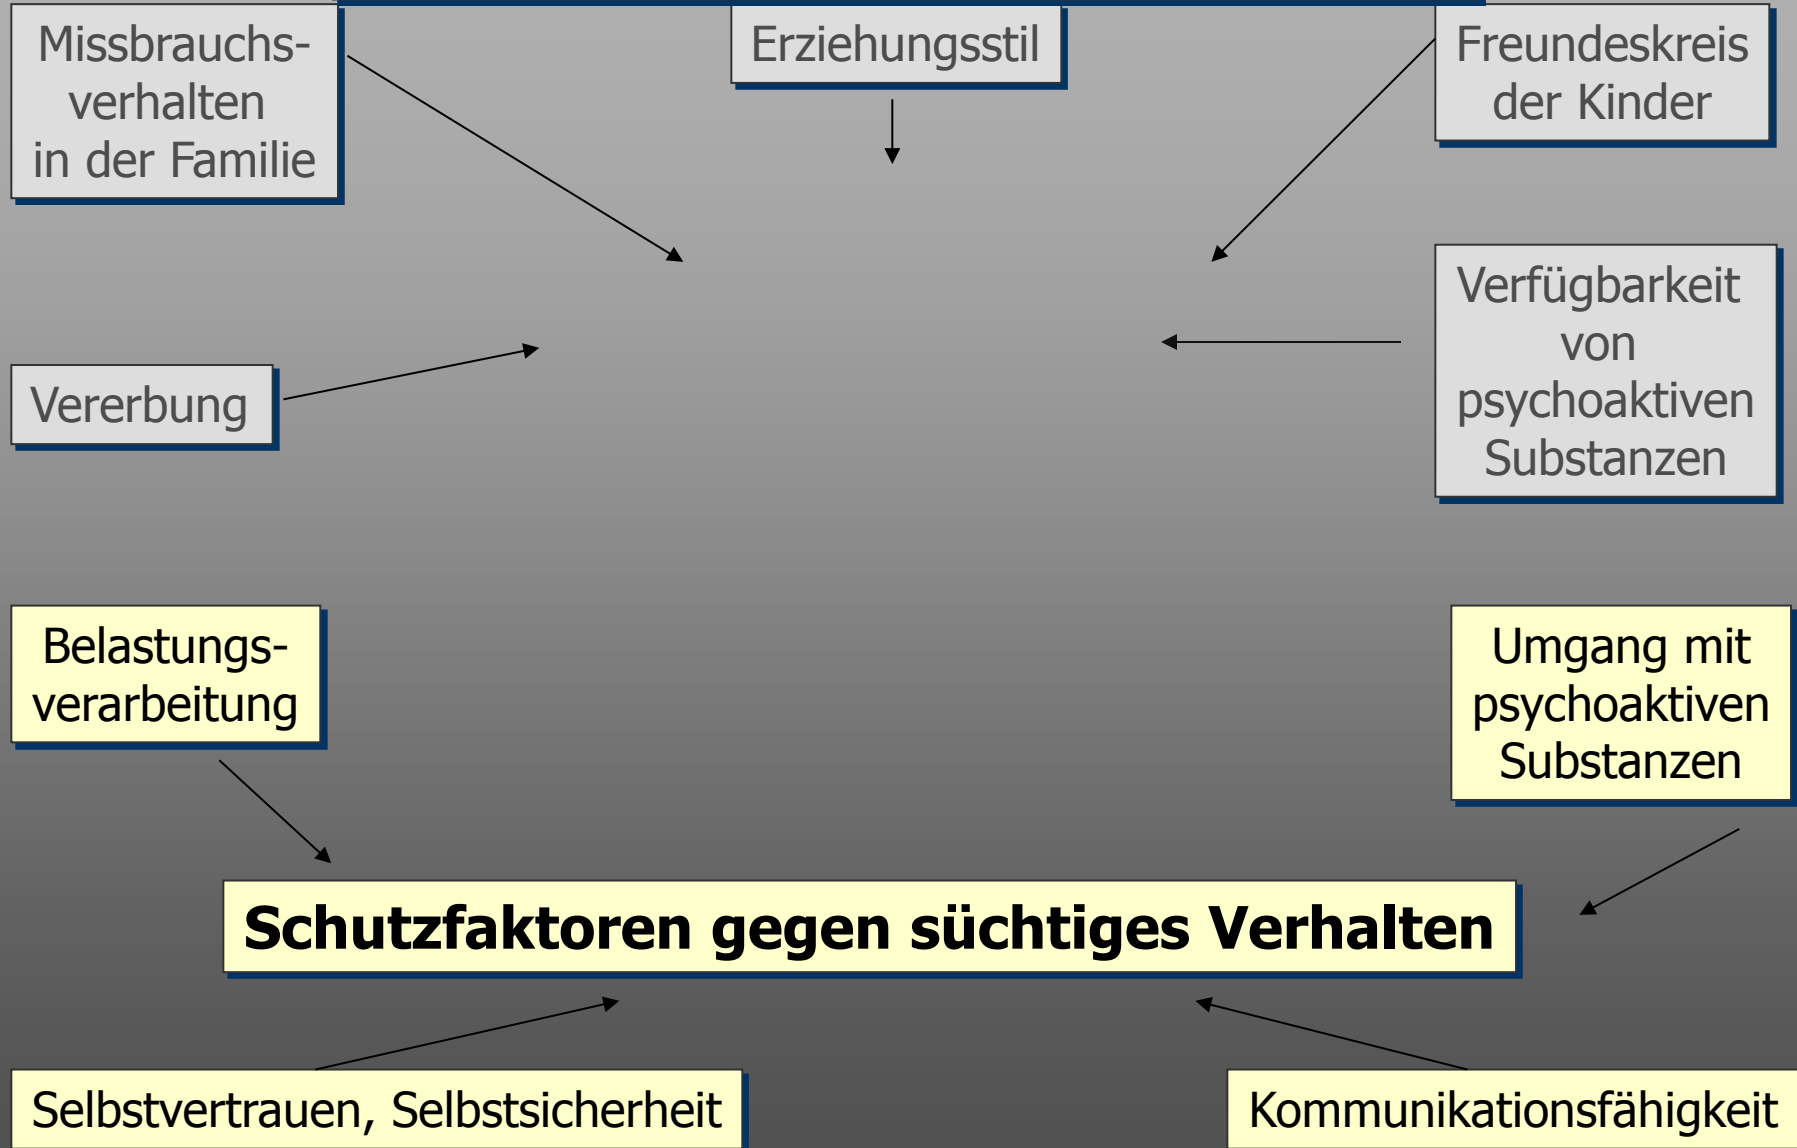 Missbrauchs-
verhalten
in der Familie
Erziehungsstil
Freundeskreis
der Kinder
Vererbung
Verfügbarkeit
von
psychoaktiven
Substanzen
Belastungs-
verarbeitung
Umgang mit
psychoaktiven
Substanzen
Schutzfaktoren gegen süchtiges Verhalten
Selbstvertrauen, Selbstsicherheit
Kommunikationsfähigkeit